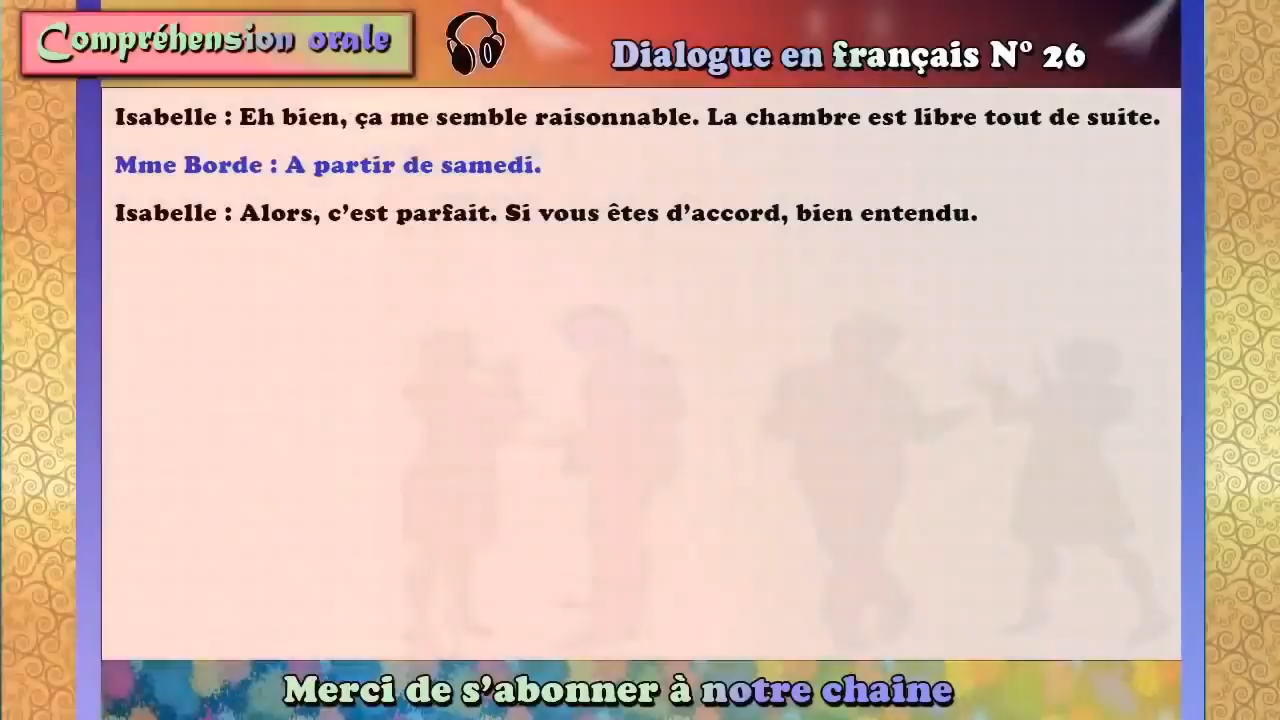 Compréhension orale
Dialogue en français N° 26
Isabelle : Eh bien, ça me semble raisonnable. La chambre est libre tout de suite.
Mme Borde : A partir de samedi.
Isabelle : Alors, c’est parfait. Si vous êtes d’accord, bien entendu.
Merci de s’abonner à notre chaine